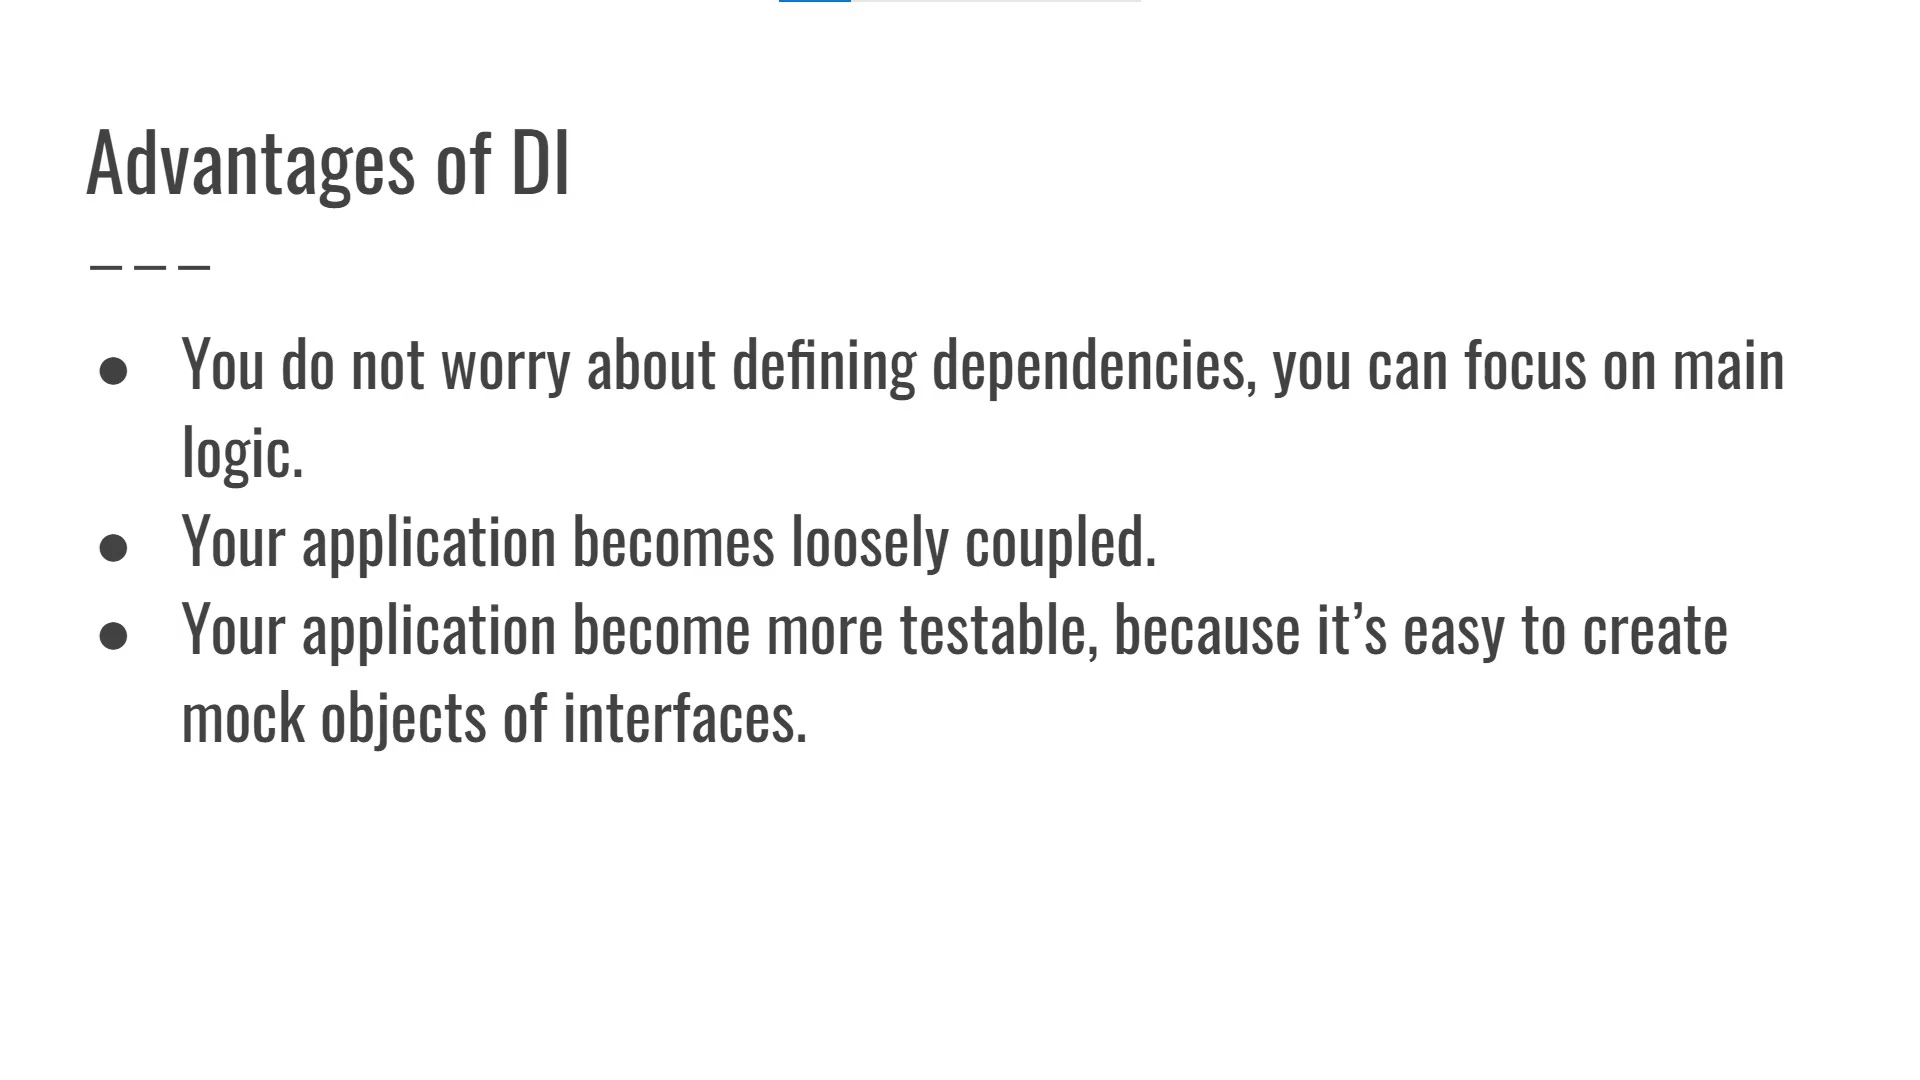 Advantages of DI
● You do not worry about defining dependencies, you can focus on main
logic.
● Your application becomes loosely coupled.
● Your application become more testable, because it’s easy to create
mock objects of interfaces.